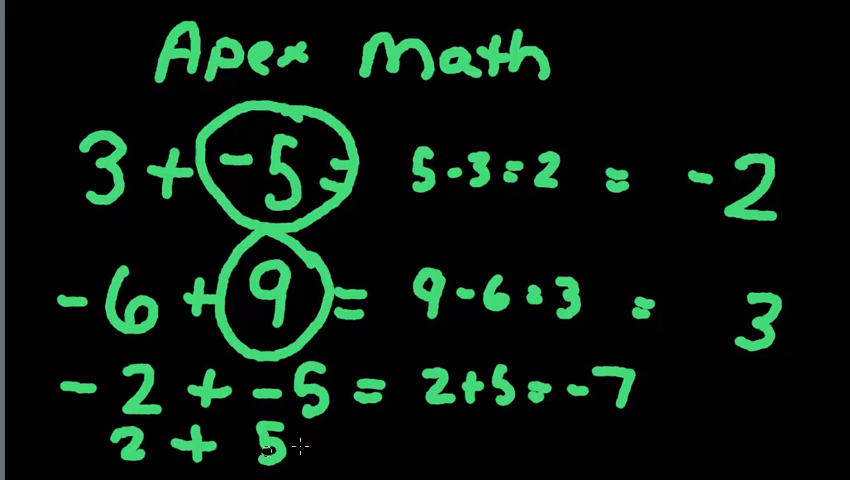 Apex Math
3 + -5 = 5-3=2 = -2
-6 + 9 = 9-6=3 = 3
-2 + -5 = 2+5= -7
2 + 5